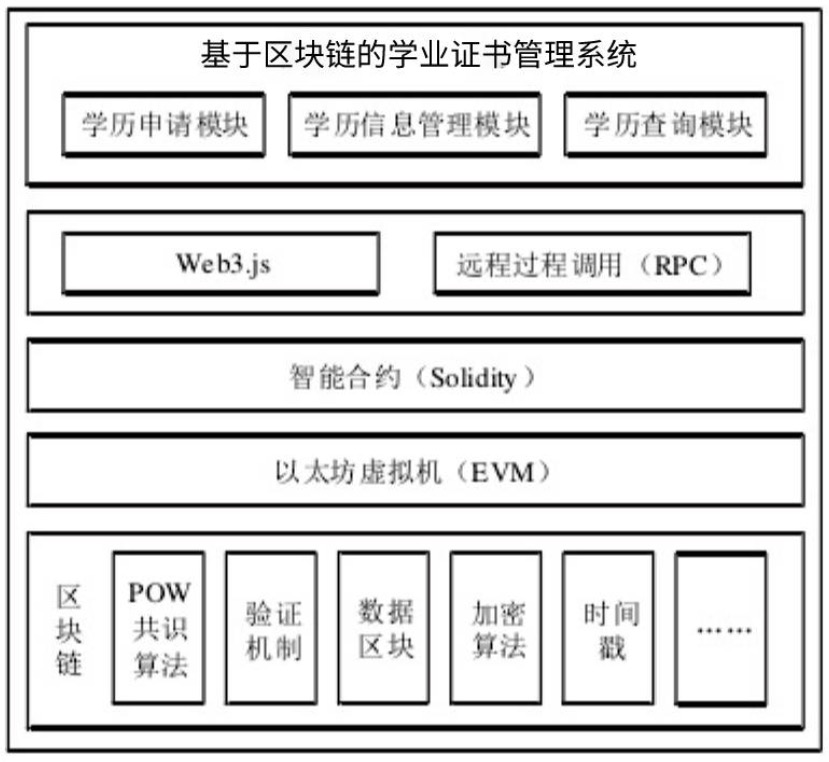 基于区块链的学业证书管理系统
学历申请模块
学历信息管理模块
学历查询模块
Web3.js
远程过程调用（RPC）
智能合约（Solidity）
以太坊虚拟机（EVM）
区
块
链
POW
共识
算法
验证
机制
数据
区块
加密
算法
时间
戳
……